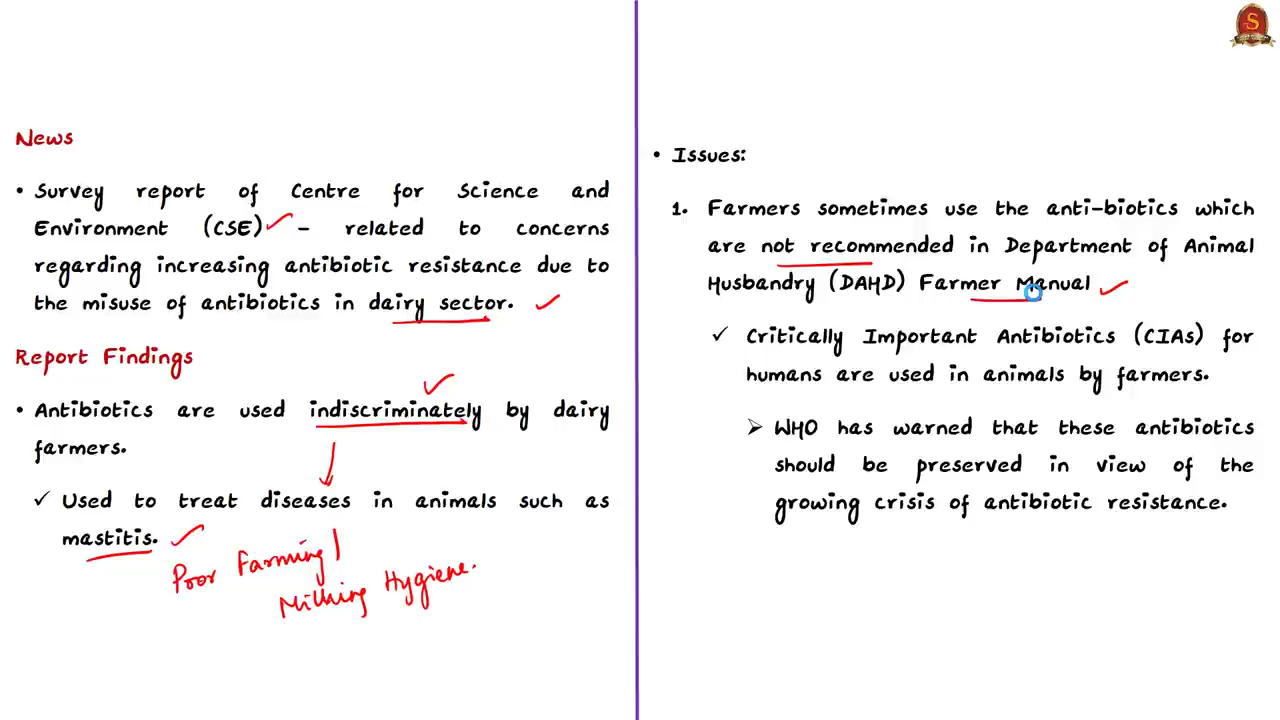 News
• Survey report of Centre for Science and
Environment (CSE) - related to concerns
regarding increasing antibiotic resistance due to
the misuse of antibiotics in dairy sector.
Report Findings
• Antibiotics are used indiscriminately by dairy
farmers.
✓ Used to treat diseases in animals such as
mastitis.
Poor Farming/
Milking Hygiene.
• Issues:
1. Farmers sometimes use the anti-biotics which
are not recommended in Department of Animal
Husbandry (DAHD) Farmer Manual
✓ Critically Important Antibiotics (CIAs) for
humans are used in animals by farmers.
➢ WHO has warned that these antibiotics
should be preserved in view of the
growing crisis of antibiotic resistance.
S